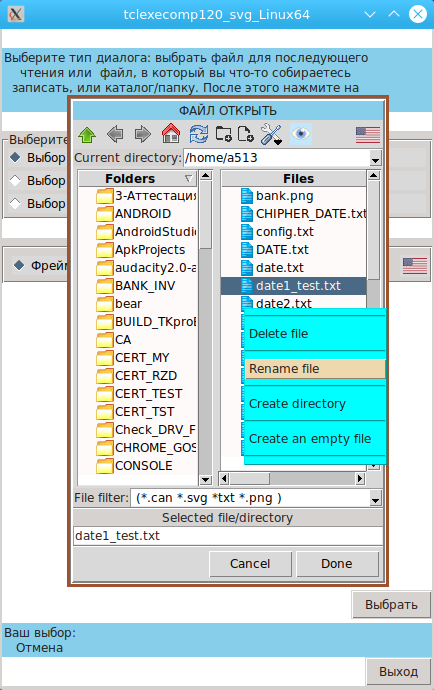 tclexecomp120_svg_Linux64
Выберите тип диалога: выбрать файл для последующего
чтения или файл, в который вы что-то собираетесь
записать, или каталог/папку. После этого нажмите на
ФАЙЛ ОТКРЫТЬ
Выберите
Current directory: /home/a513
Выбор
Выбор
Выбор
Фрейм
Folders
Files
3-Аттестация
ANDROID
AndroidStudio
ApkProjects
audacity2.0-a
BANK_INV
bear
BUILD_TKproE
CA
CERT_MY
CERT_RZD
CERT_TEST
CERT_TST
Check_DRV_F
CHROME_GOS
CONSOLE
bank.png
CHIPHER_DATE.txt
config.txt
DATE.txt
date.txt
date1_test.txt
date2.txt
Delete file
Rename file
Create directory
Create an empty file
File filter: (*.can *.svg *txt *.png )
Selected file/directory
date1_test.txt
Cancel
Done
Выбрать
Ваш выбор:
Отмена
Выход